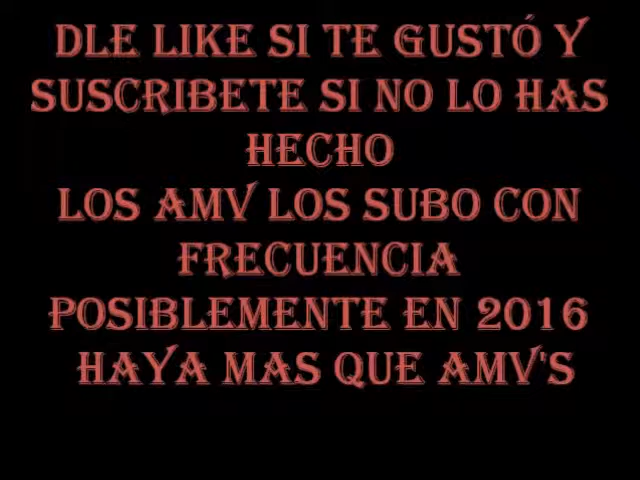 DLE LIKE SI TE GUSTÓ Y
SUSCRIBETE SI NO LO HAS
HECHO
LOS AMV LOS SUBO CON
FRECUENCIA
POSIBLEMENTE EN 2016
HAYA MAS QUE AMV'S